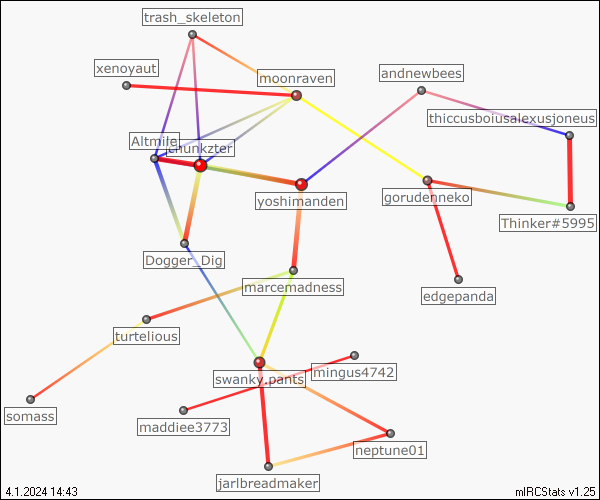 trash_skeleton
xenoyaut
moonraven
andnewbees
thiccusboiusalexusjoneus
Altmile
chunkzter
yoshimanden
gorudenneko
Thinker#5995
Dogger_Dig
marcemadness
edgepanda
turtelious
swanky.pants
mingus4742
somass
maddiee3773
neptune01
jarlbreadmaker
4.1.2024 14:43
mIRCStats v1.25